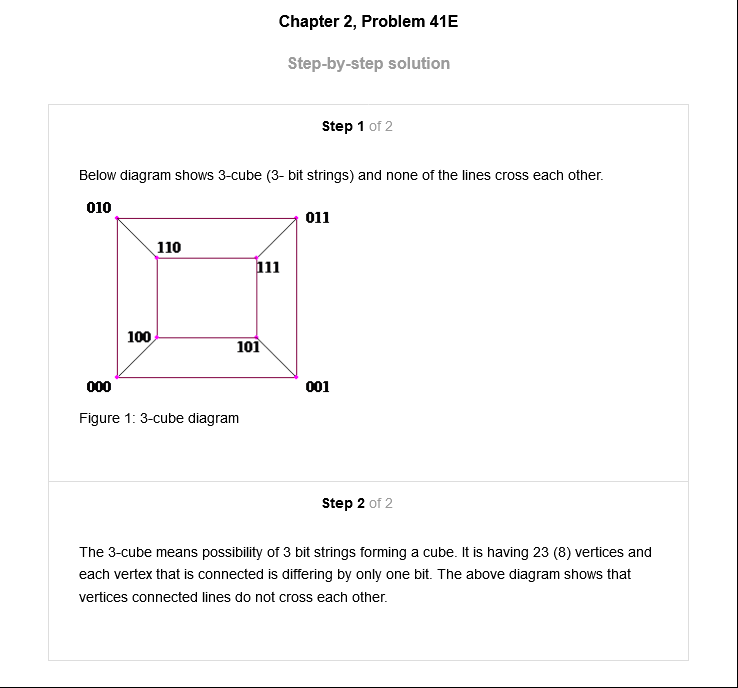 Chapter 2, Problem 41E
Step-by-step solution
Step 1 of 2
Below diagram shows 3-cube (3- bit strings) and none of the lines cross each other.
010
011
110
111
100
101
000
001
Figure 1: 3-cube diagram
Step 2 of 2
The 3-cube means possibility of 3 bit strings forming a cube. It is having 23 (8) vertices and
each vertex that is connected is differing by only one bit. The above diagram shows that
vertices connected lines do not cross each other.